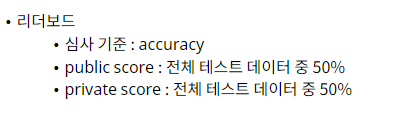 • 리더보드
• 심사 기준 : accuracy
• public score : 전체 테스트 데이터 중 50%
• private score : 전체 테스트 데이터 중 50%